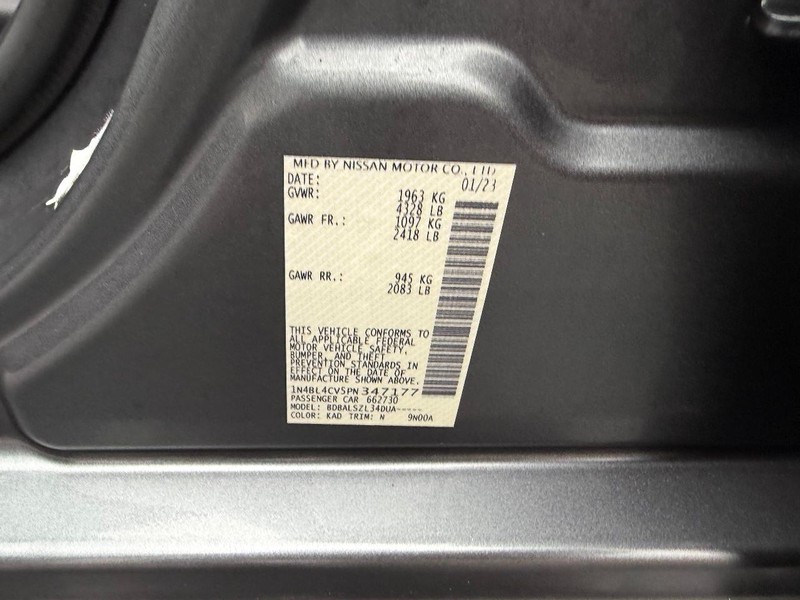 MFD BY NISSAN MOTOR CO., LTD
DATE: 01/23
GVWR: 1963 KG
4328 LB
GAWR FR.: 1097 KG
2418 LB
GAWR RR.: 945 KG
2083 LB
THIS VEHICLE CONFORMS TO
ALL APPLICABLE FEDERAL
MOTOR VEHICLE SAFETY,
BUMPER, AND THEFT
PREVENTION STANDARDS IN
EFFECT ON THE DATE OF
MANUFACTURE SHOWN ABOVE.
1N4BL4CV5PN347177
PASSENGER CAR 662730
MODEL: BDBALSZL34DUA-----
COLOR: KAD TRIM: N 9N00A